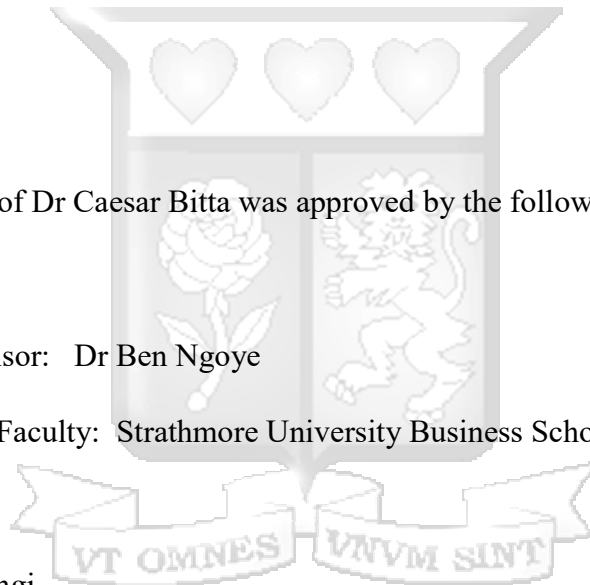 of Dr Caesar Bitta was approved by the follow
isor: Dr Ben Ngoye
Faculty: Strathmore University Business Scho
VT OMNES VNVM SINT
ngi